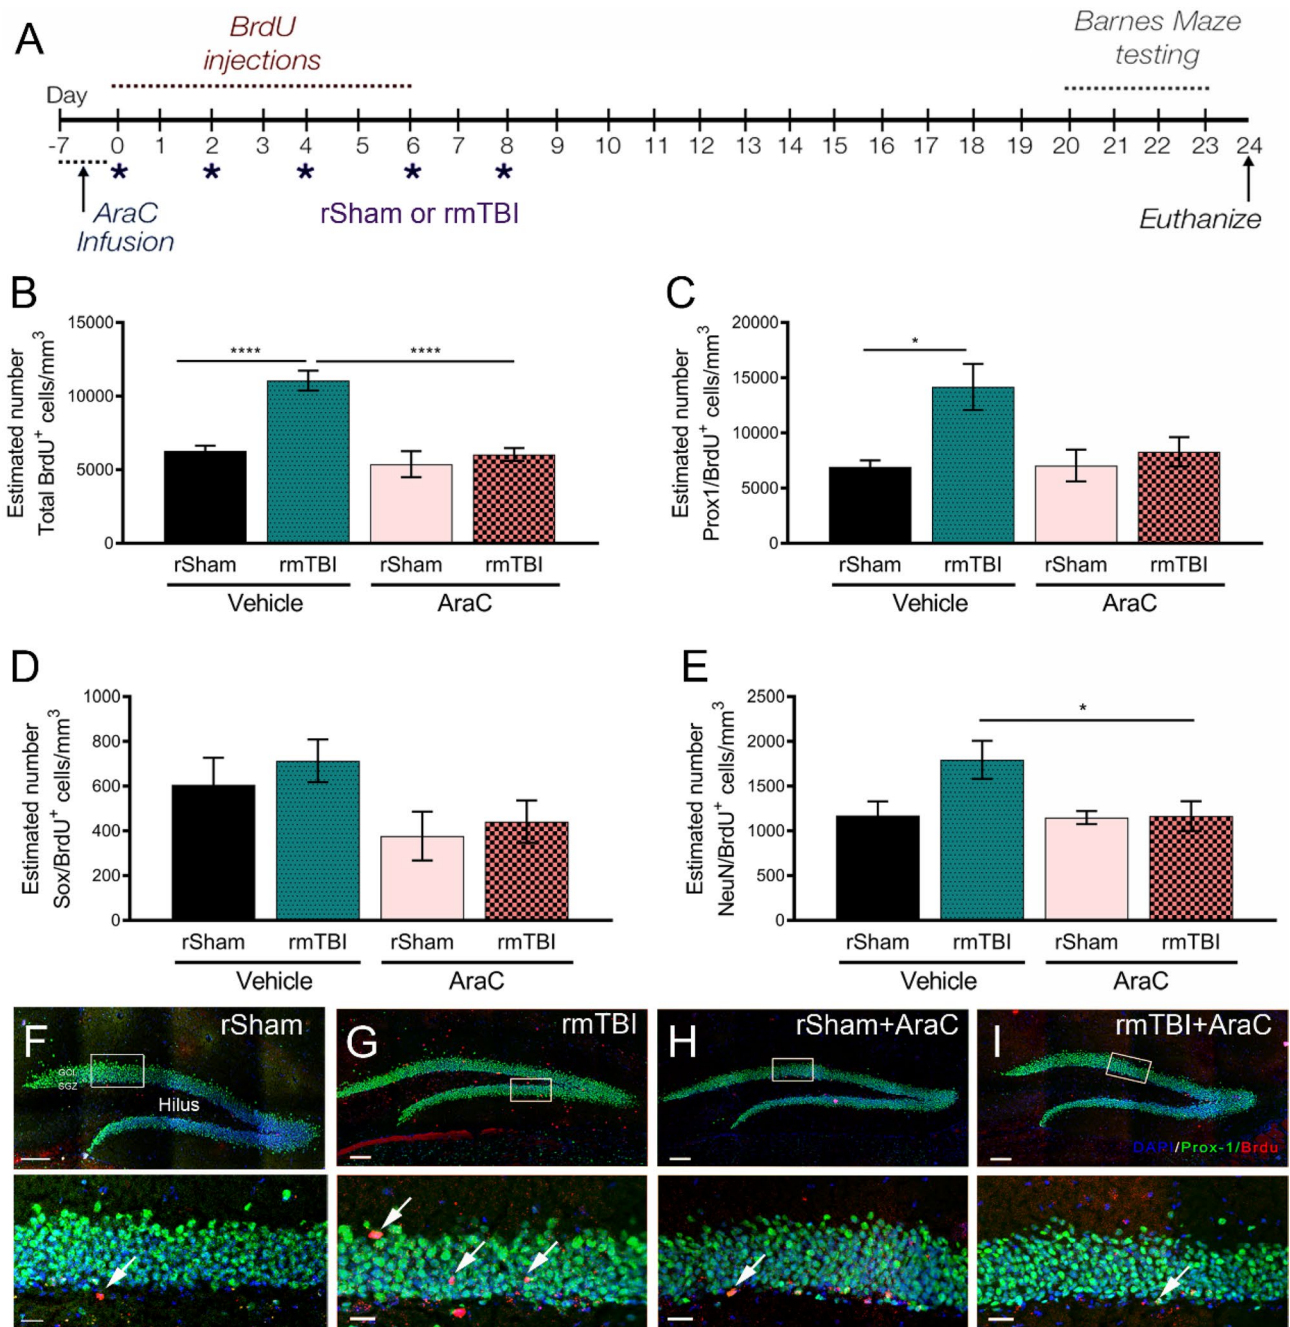 A
BrdU
injections
Barnes Maze
testing
Day
-7 0 1 2 3 4 5 6 7 8 9 10 11 12 13 14 15 16 17 18 19 20 21 22 23 24
* * * * *
AraC
Infusion
rSham or rmTBI
Euthanize
B
Estimated number
Total BrdU+ cells/mm3
15000
10000
5000
0
**** ****
rSham rmTBI rSham rmTBI
Vehicle AraC
C
Estimated number
Prox1/BrdU+ cells/mm3
20000
15000
10000
5000
0
*
rSham rmTBI rSham rmTBI
Vehicle AraC
D
Estimated number
Sox/BrdU+ cells/mm3
1000
800
600
400
200
0
rSham rmTBI rSham rmTBI
Vehicle AraC
E
Estimated number
NeuN/BrdU+ cells/mm3
2500
2000
1500
1000
500
0
*
rSham rmTBI rSham rmTBI
Vehicle AraC
F rSham
GCL
SGZ
Hilus
G rmTBI
H rSham+AraC
I rmTBI+AraC
DAPI/Prox-1/Brdu